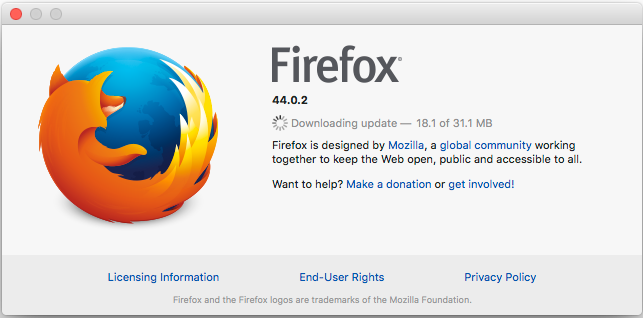 Firefox®
44.0.2
Downloading update — 18.1 of 31.1 MB
Firefox is designed by Mozilla, a global community working
together to keep the Web open, public and accessible to all.
Want to help? Make a donation or get involved!
Licensing Information End-User Rights Privacy Policy
Firefox and the Firefox logos are trademarks of the Mozilla Foundation.